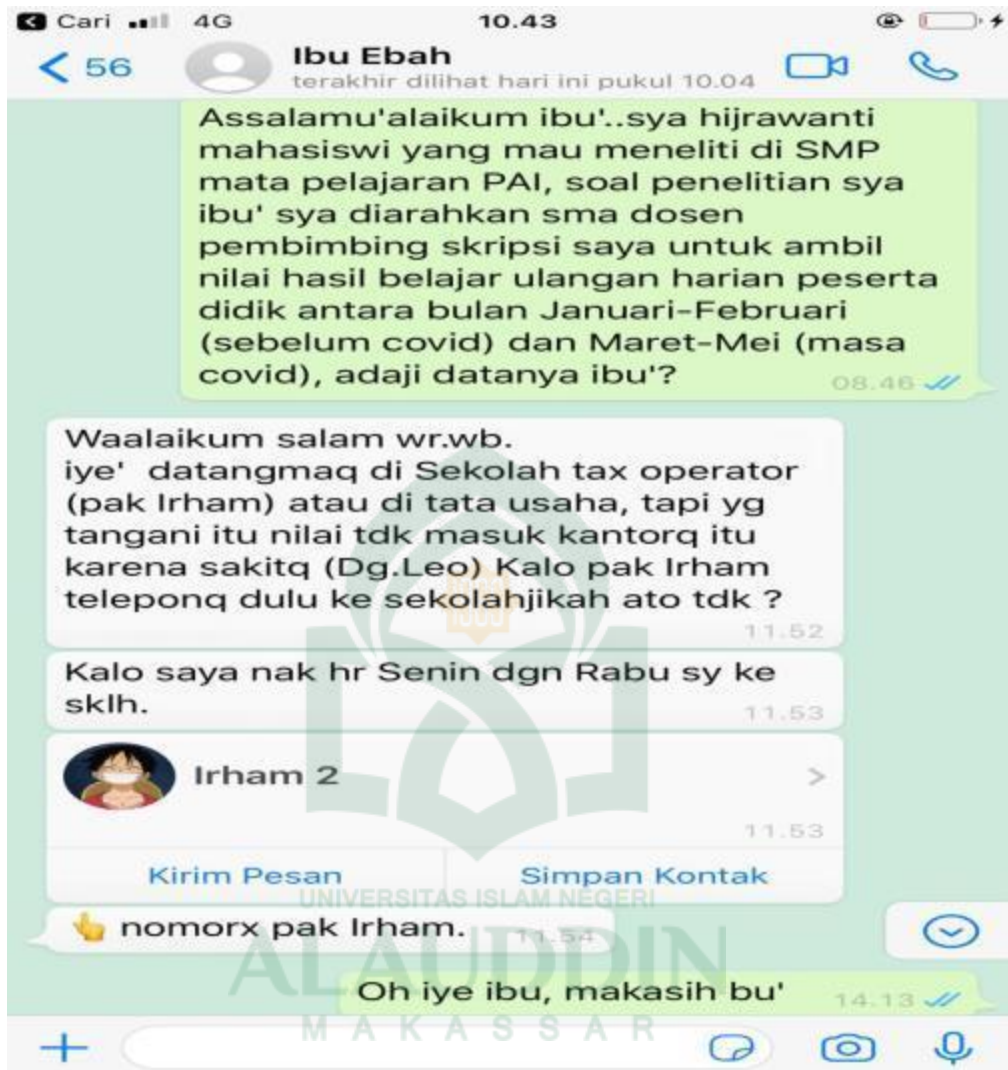 Cari 4G 10.43
56 Ibu Ebah
terakhir dilihat hari ini pukul 10.04
Assalamu'alaikum ibu'..sya hijrawanti
mahasiswi yang mau meneliti di SMP
mata pelajaran PAI, soal penelitian sya
ibu' sya diarahkan sma dosen
pembimbing skripsi saya untuk ambil
nilai hasil belajar ulangan harian peserta
didik antara bulan Januari-Februari
(sebelum covid) dan Maret-Mei (masa
covid), adaji datanya ibu'?
08.46
Waalaikum salam wr.wb.
iye' datangmaq di Sekolah tax operator
(pak Irham) atau di tata usaha, tapi yg
tangani itu nilai tdk masuk kantorq itu
karena sakitq (Dg.Leo) Kalo pak Irham
teleponq dulu ke sekolahjikah ato tdk ?
11.52
Kalo saya nak hr Senin dgn Rabu sy ke
sklh.
11.53
Irham 2
11.53
Kirim Pesan Simpan Kontak
UNIVERSITAS ISLAM NEGERI
nomorx pak Irham. 11.54
ALAUDDIN
Oh iye ibu, makasih bu' 14.13
MAKASSAR